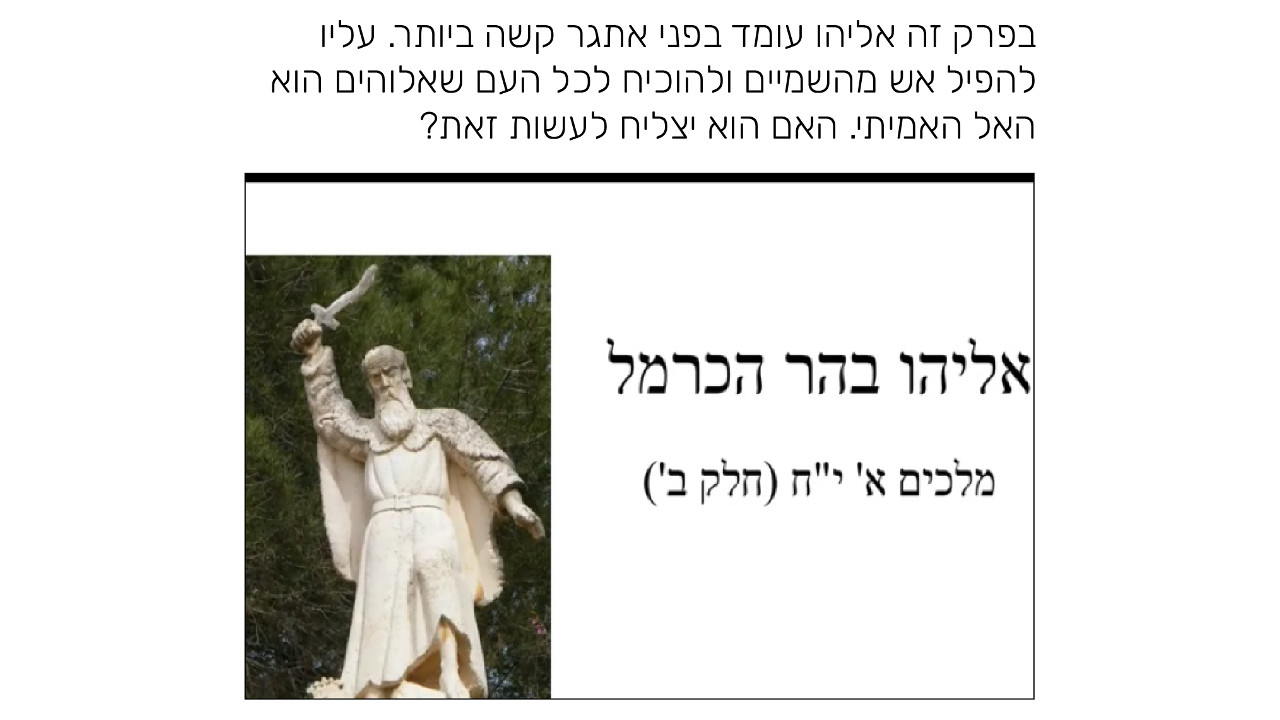 בפרק זה אליהו עומד בפני אתגר קשה ביותר. עליו
להפיל אש מהשמיים ולהוכיח לכל העם שאלוהים הוא
האל האמיתי. האם הוא יצליח לעשות זאת?
אליהו בהר הכרמל
מלכים א' י"ח (חלק ב')